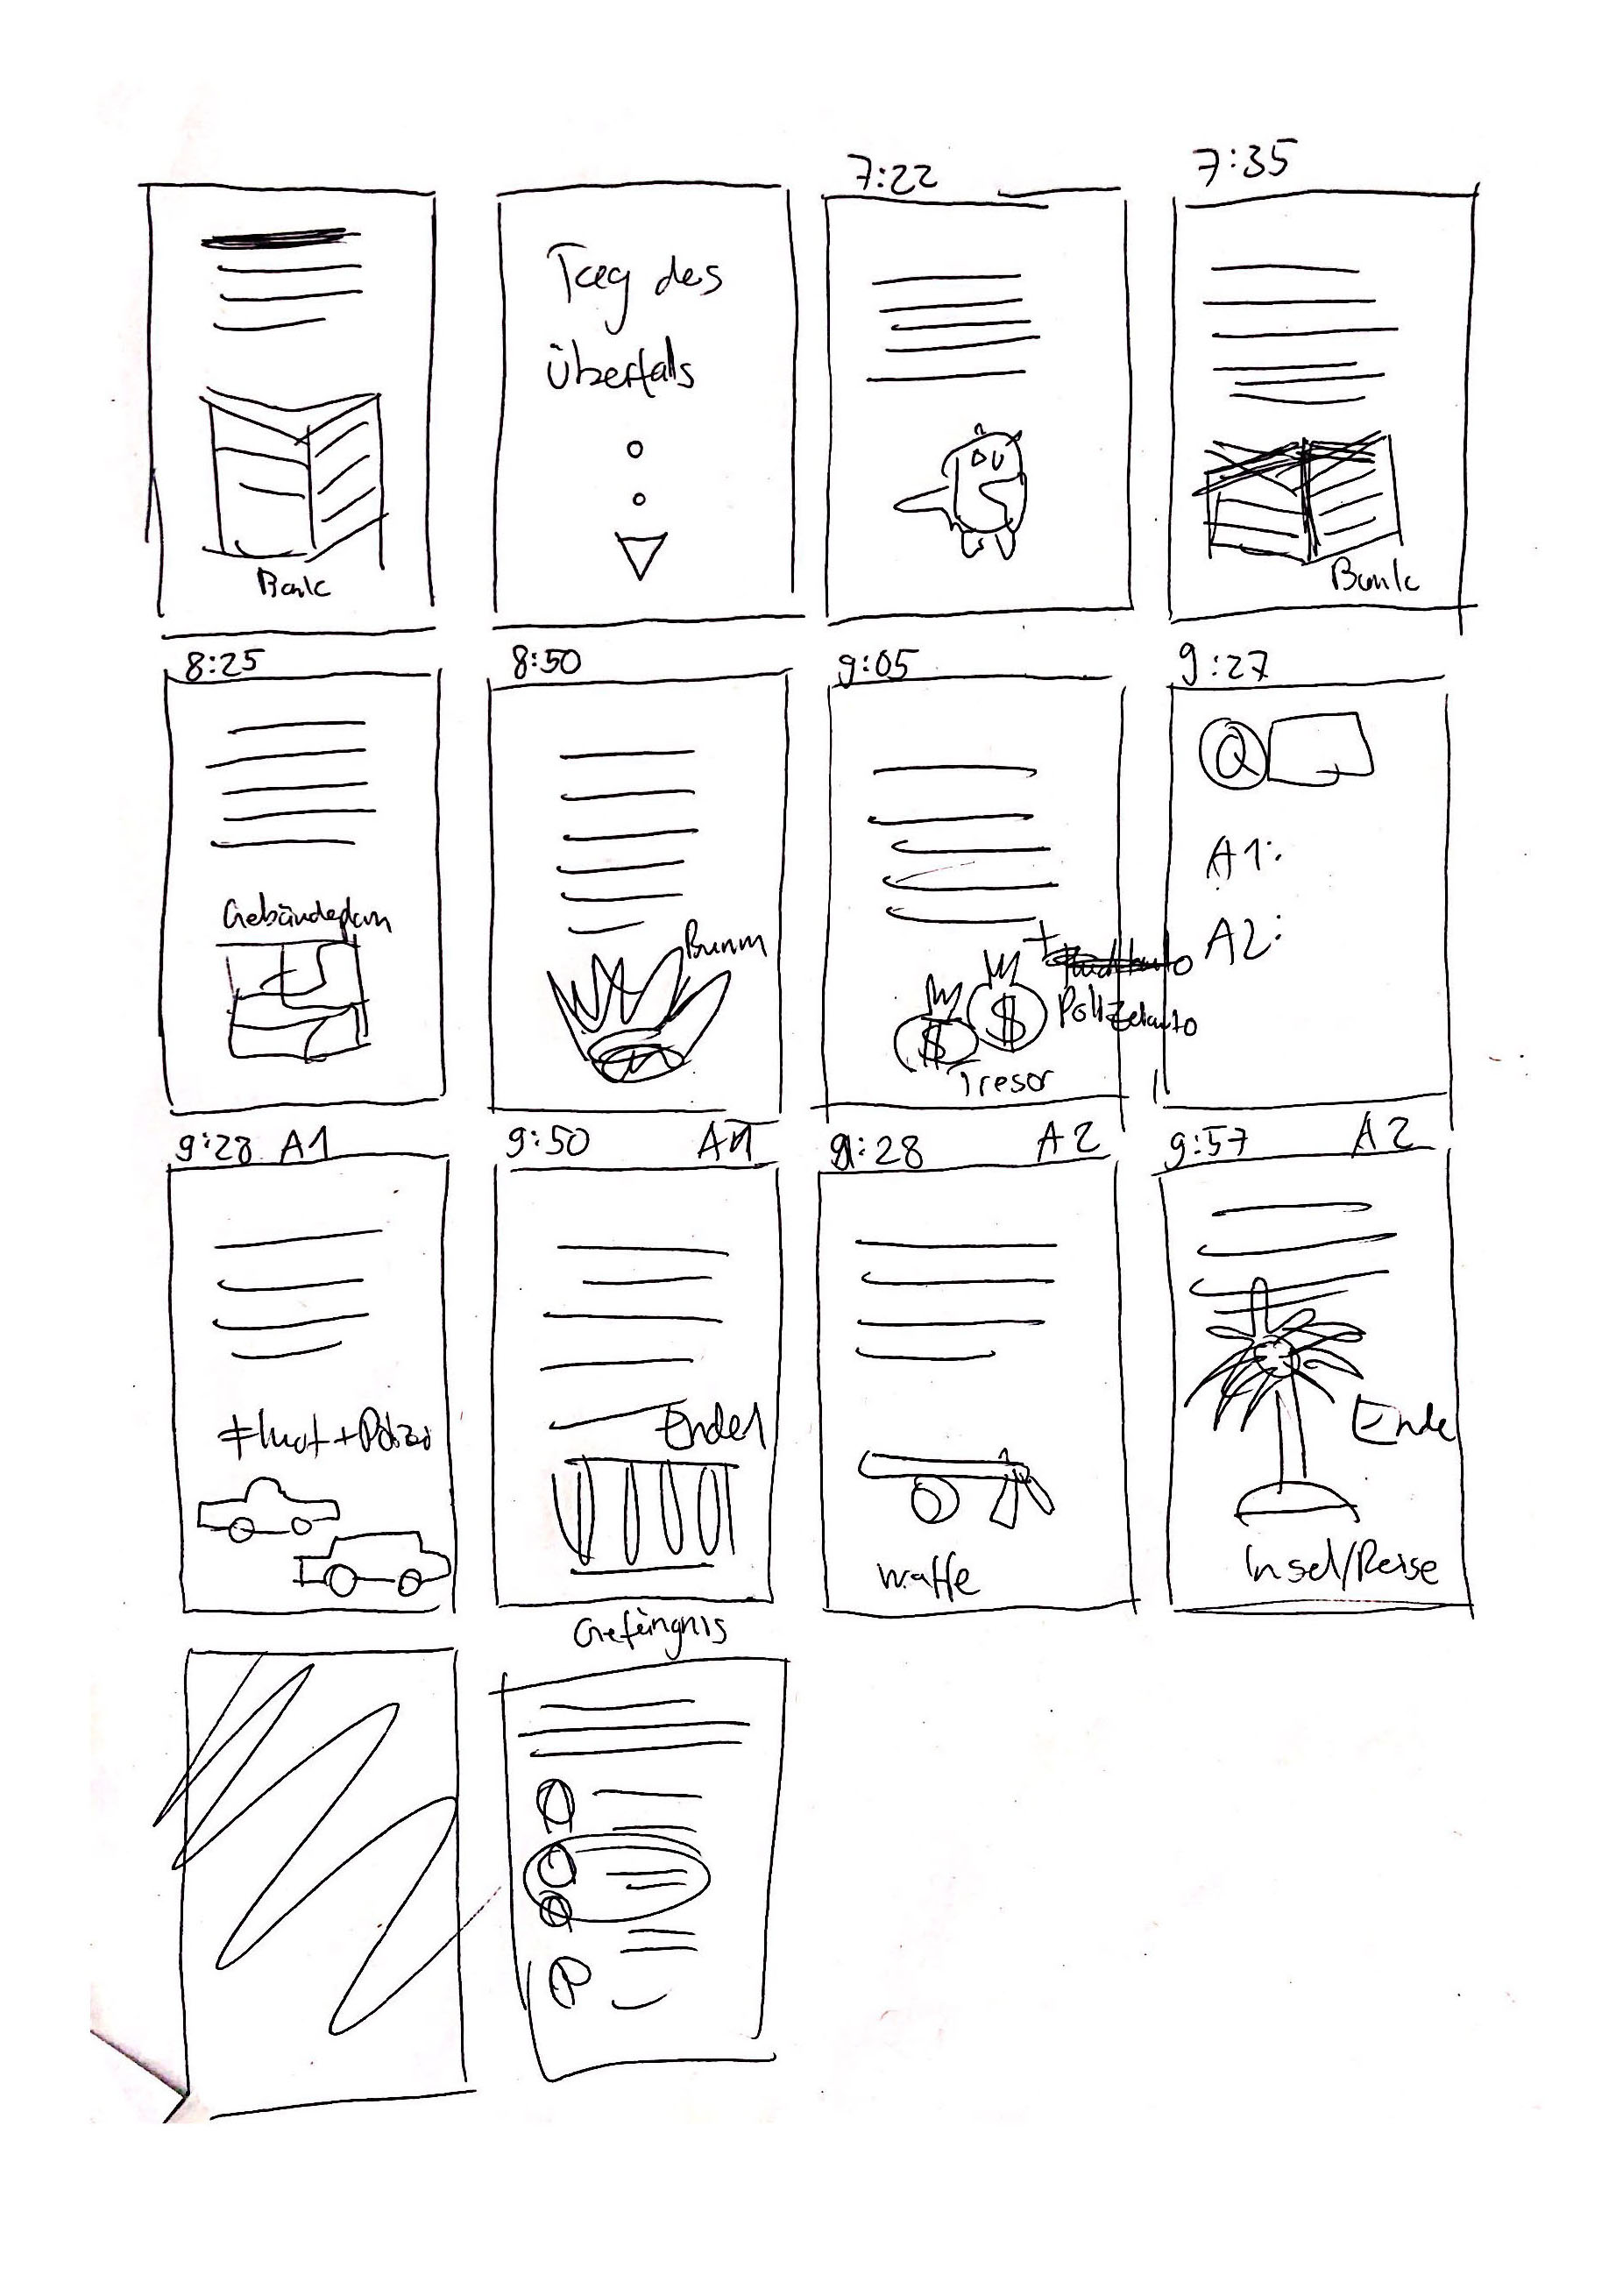 7:22
7:35
Tag des
Überfalls
Bank
Bank
8:25
8:50
9:05
9:27
Q
A1:
A2:
Gebäudeplan
Bumm
+
Polizeiauto
$
$
Tresor
9:28 A1
9:50 A1
9:28 A2
9:57 A2
Flucht + Polizei
Ende1
Ende
Waffe
Insel/Reise
Gefängnis